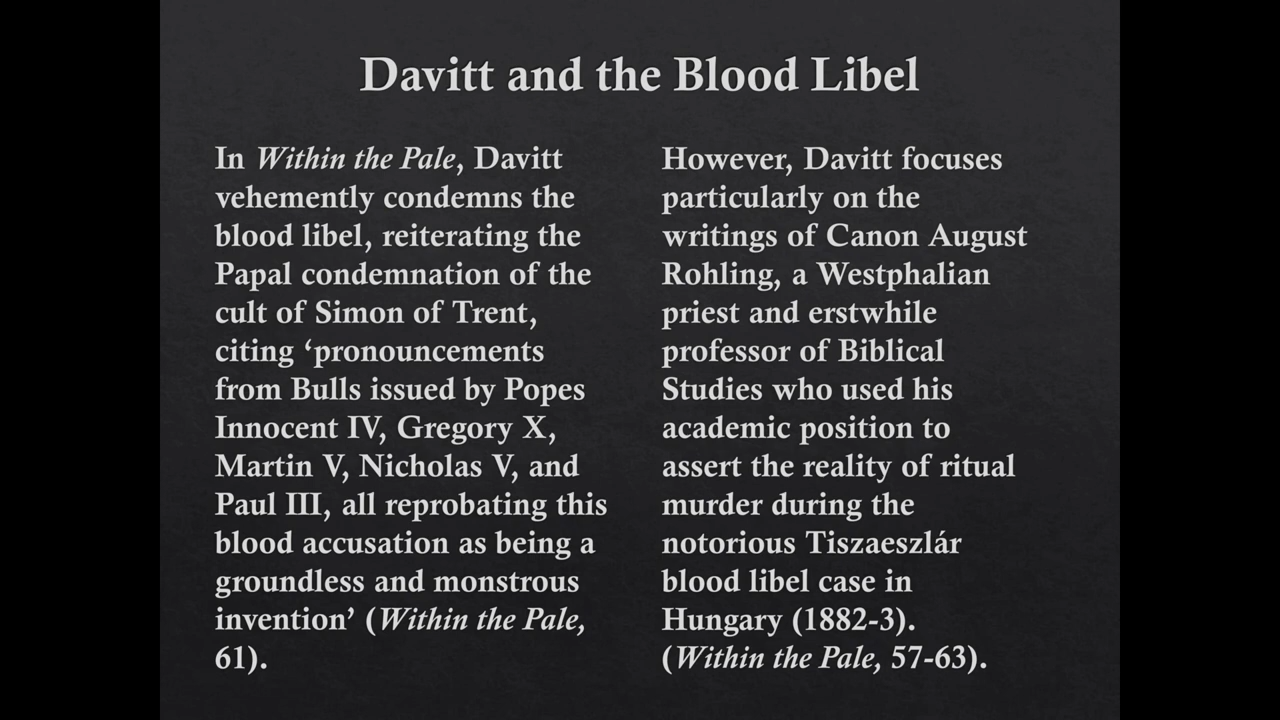 Davitt and the Blood Libel
In Within the Pale, Davitt
vehemently condemns the
blood libel, reiterating the
Papal condemnation of the
cult of Simon of Trent,
citing ‘pronouncements
from Bulls issued by Popes
Innocent IV, Gregory X,
Martin V, Nicholas V, and
Paul III, all reprobating this
blood accusation as being a
groundless and monstrous
invention’ (Within the Pale,
61).
However, Davitt focuses
particularly on the
writings of Canon August
Rohling, a Westphalian
priest and erstwhile
professor of Biblical
Studies who used his
academic position to
assert the reality of ritual
murder during the
notorious Tiszaeszlár
blood libel case in
Hungary (1882-3).
(Within the Pale, 57-63).